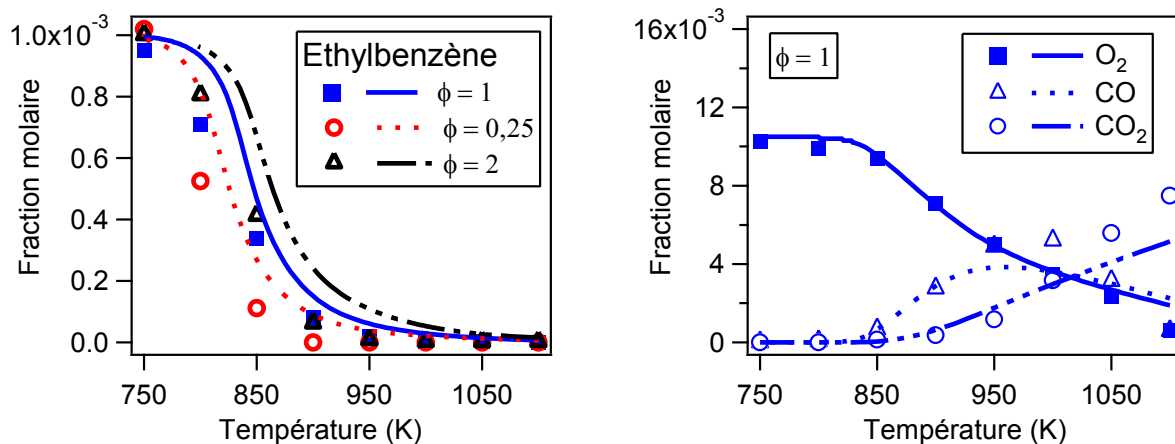 1.0x10-3
0.8
0.6
0.4
0.2
0.0
Fraction molaire
Ethylbenzène
ϕ = 1
ϕ = 0,25
ϕ = 2
750
850
950
1050
Température (K)
16x10-3
12
8
4
0
Fraction molaire
ϕ = 1
O2
CO
CO2
750
850
950
1050
Température (K)